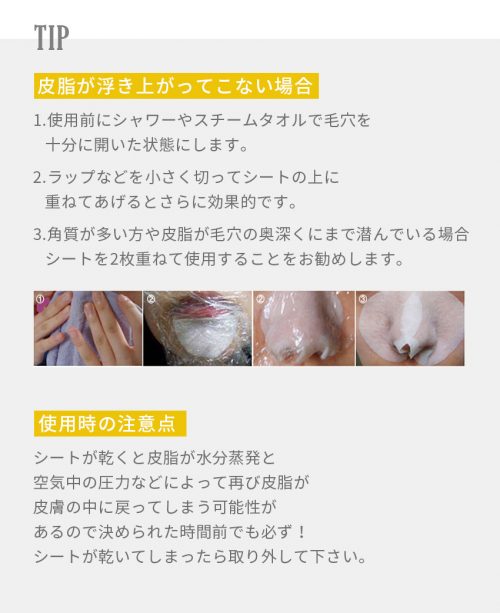 TIP
皮脂が浮き上がってこない場合
1.使用前にシャワーやスチームタオルで毛穴を
十分に開いた状態にします。
2.ラップなどを小さく切ってシートの上に
重ねてあげるとさらに効果的です。
3.角質が多い方や皮脂が毛穴の奥深くにまで潜んでいる場合
シートを2枚重ねて使用することをお勧めします。
① ② ② ③
使用時の注意点
シートが乾くと皮脂が水分蒸発と
空気中の圧力などによって再び皮脂が
皮膚の中に戻ってしまう可能性が
あるので決められた時間前でも必ず！
シートが乾いてしまったら取り外して下さい。